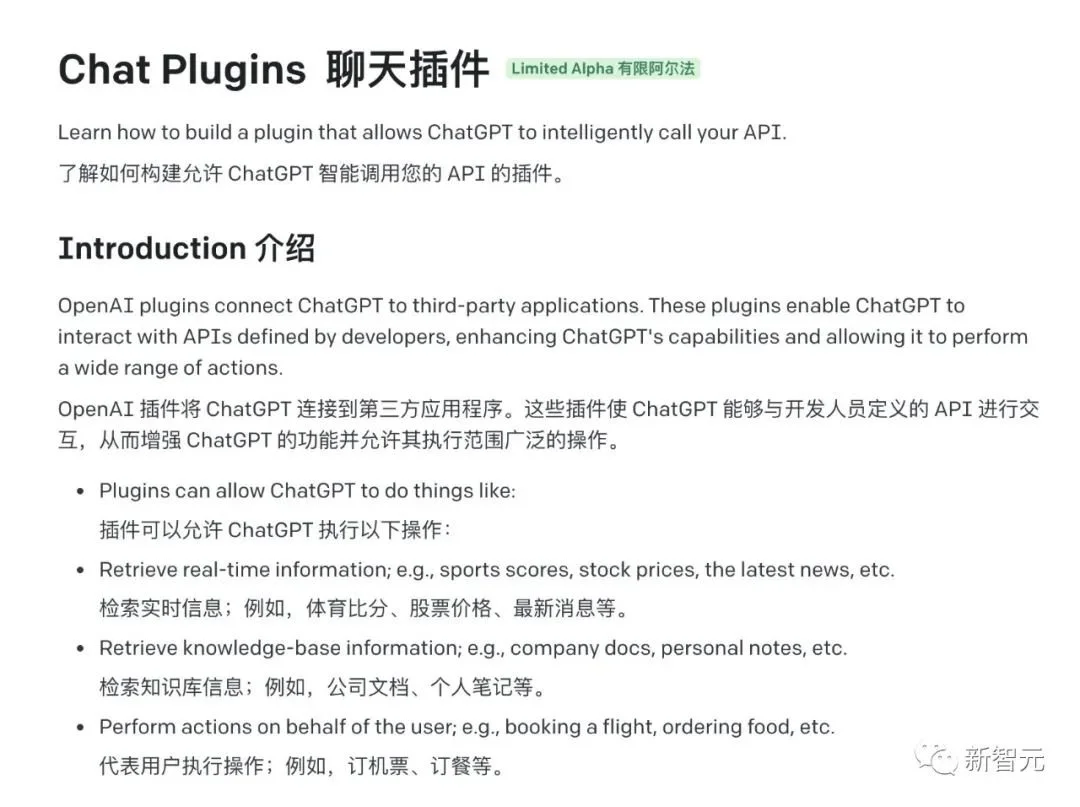 Chat Plugins 聊天插件 Limited Alpha 有限阿尔法
Learn how to build a plugin that allows ChatGPT to intelligently call your API.
了解如何构建允许 ChatGPT 智能调用您的 API 的插件。
Introduction 介绍
OpenAI plugins connect ChatGPT to third-party applications. These plugins enable ChatGPT to
interact with APIs defined by developers, enhancing ChatGPT's capabilities and allowing it to perform
a wide range of actions.
OpenAI 插件将 ChatGPT 连接到第三方应用程序。这些插件使 ChatGPT 能够与开发人员定义的 API 进行交
互，从而增强 ChatGPT 的功能并允许其执行范围广泛的操作。
• Plugins can allow ChatGPT to do things like:
插件可以允许 ChatGPT 执行以下操作：
• Retrieve real-time information; e.g., sports scores, stock prices, the latest news, etc.
检索实时信息；例如，体育比分、股票价格、最新消息等。
• Retrieve knowledge-base information; e.g., company docs, personal notes, etc.
检索知识库信息；例如，公司文档、个人笔记等。
• Perform actions on behalf of the user; e.g., booking a flight, ordering food, etc.
代表用户执行操作；例如，订机票、订餐等。
新智元